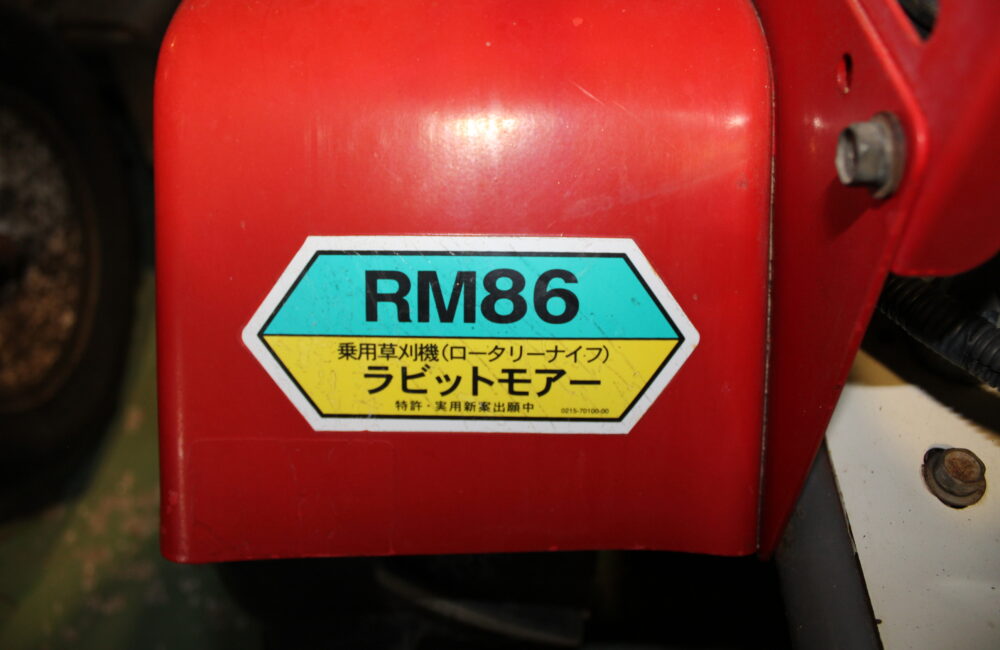 RM86
乗用草刈機(ロータリーナイフ)
ラビットモアー
特許・実用新案出願中
0215-70100-00